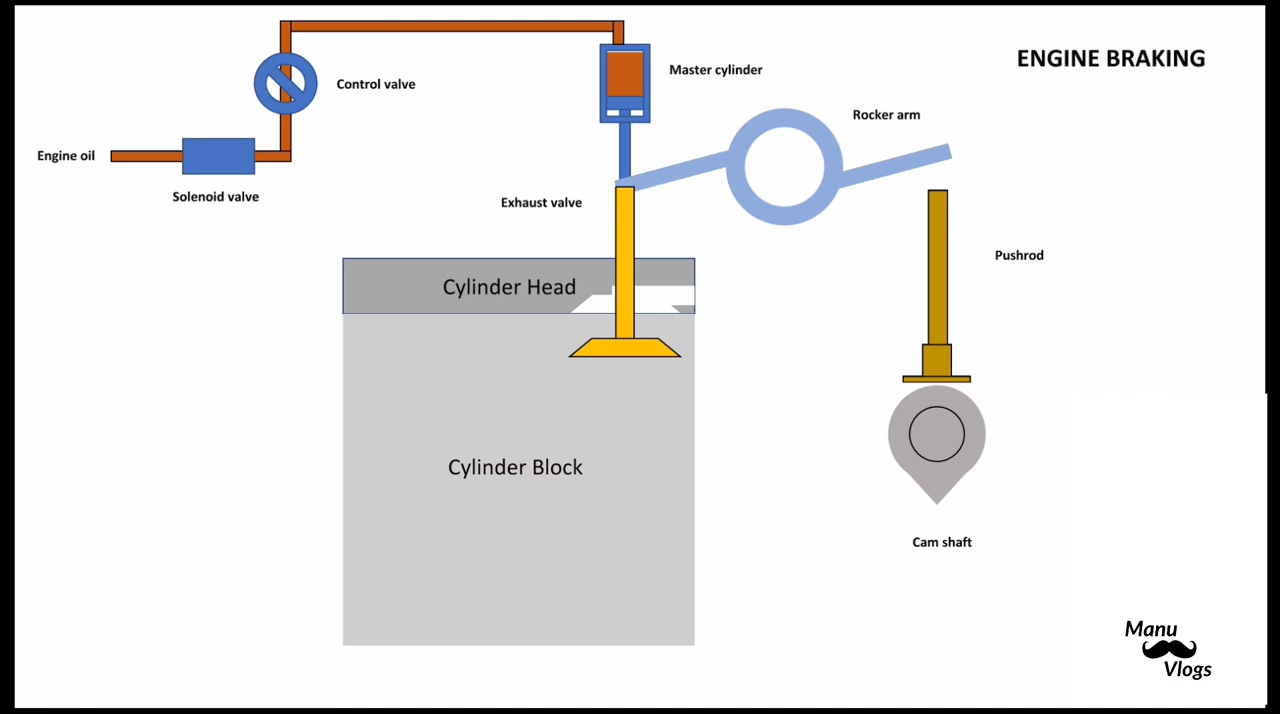 ENGINE BRAKING
Master cylinder
Control valve
Rocker arm
Engine oil
Solenoid valve
Exhaust valve
Pushrod
Cylinder Head
Cylinder Block
Cam shaft
Manu
Vlogs